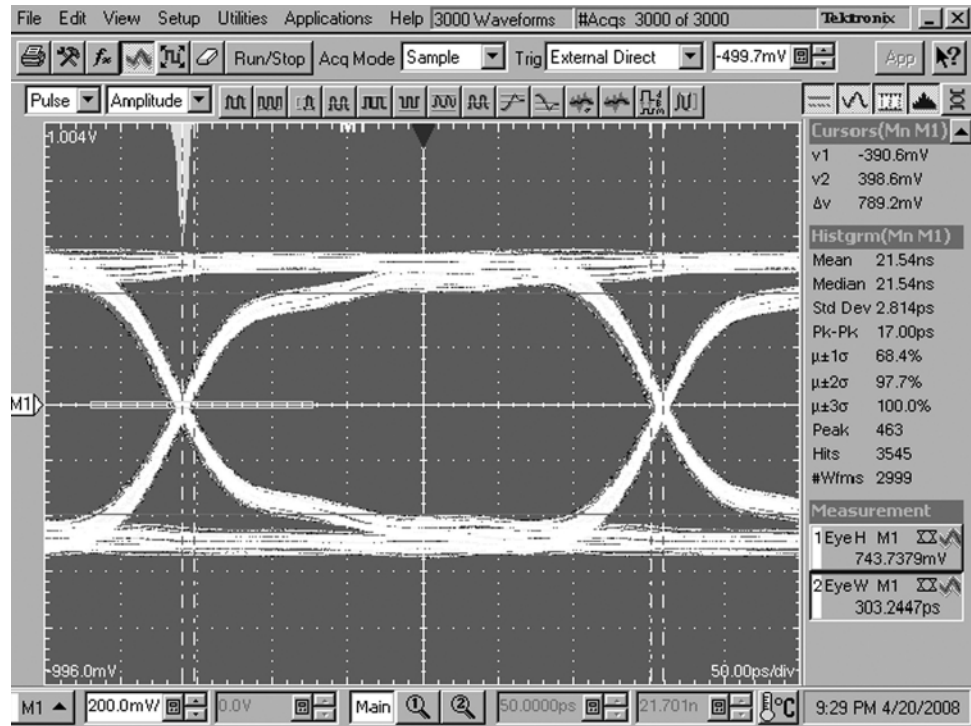 File Edit View Setup Utilities Applications Help 3000 Waveforms #Acqs 3000 of 3000 Tektronix
Run/Stop Acq Mode Sample Trig External Direct -499.7mV App
Pulse Amplitude
1.004V
M1
-996.0mV
50.00ps/div
Cursors(Mn M1)
v1 -390.6mV
v2 398.6mV
Δv 789.2mV
Histgrm(Mn M1)
Mean 21.54ns
Median 21.54ns
Std Dev 2.814ps
Pk-Pk 17.00ps
µ±1σ 68.4%
µ±2σ 97.7%
µ±3σ 100.0%
Peak 463
Hits 3545
#Wfms 2999
Measurement
1 Eye H M1
743.7379mV
2 Eye W M1
303.2447ps
M1 200.0mV/ 0.0V Main 1 2 50.0000ps 21.701n °C 9:29 PM 4/20/2008